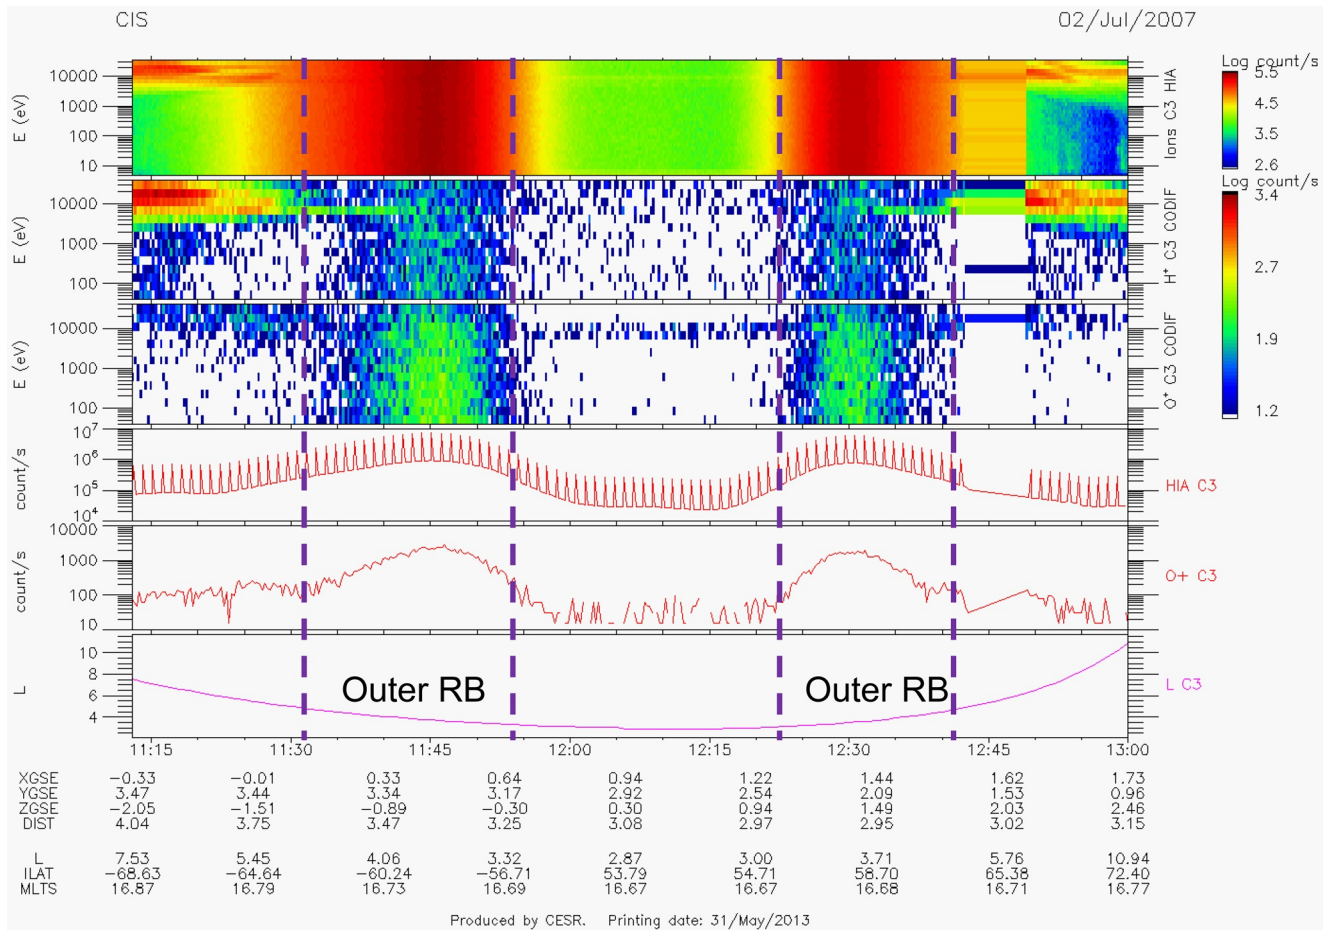 CIS 02/Jul/2007
Log count/s
5.5
4.5
3.5
2.6
Log count/s
3.4
2.7
1.9
1.2
E (eV)
10000
1000
100
10
Ions C3 HIA
E (eV)
10000
1000
100
H⁺ C3 CODIF
E (eV)
10000
1000
100
O⁺ C3 CODIF
count/s
10⁷
10⁶
10⁵
10⁴
HIA C3
count/s
10000
1000
100
10
O+ C3
L
10
8
6
4
Outer RB Outer RB
L C3
11:15 11:30 11:45 12:00 12:15 12:30 12:45 13:00
XGSE −0.33 −0.01 0.33 0.64 0.94 1.22 1.44 1.62 1.73
YGSE 3.47 3.44 3.34 3.17 2.92 2.54 2.09 1.53 0.96
ZGSE −2.05 −1.51 −0.89 −0.30 0.30 0.94 1.49 2.03 2.46
DIST 4.04 3.75 3.47 3.25 3.08 2.97 2.95 3.02 3.15
L 7.53 5.45 4.06 3.32 2.87 3.00 3.71 5.76 10.94
ILAT −68.63 −64.64 −60.24 −56.71 53.79 54.71 58.70 65.38 72.40
MLTS 16.87 16.79 16.73 16.69 16.67 16.67 16.68 16.71 16.77
Produced by CESR. Printing date: 31/May/2013